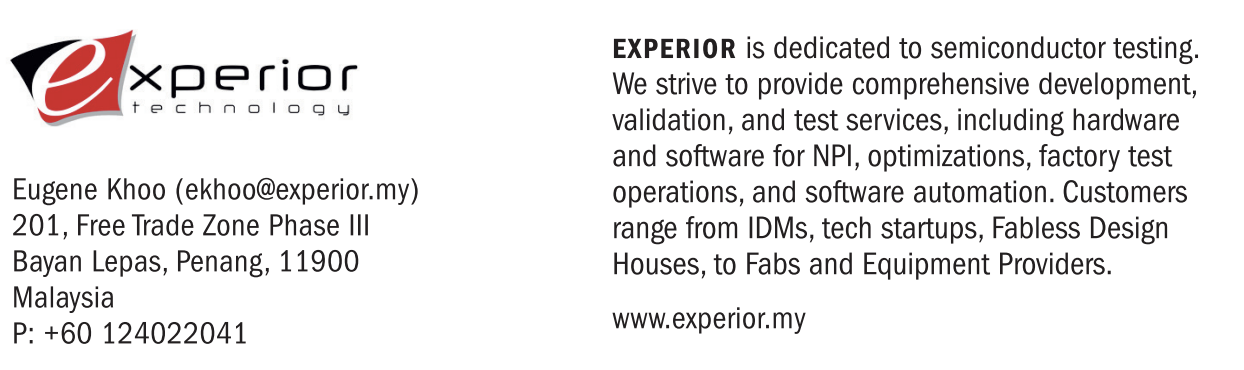 experior
technology
Eugene Khoo (ekhoo@experior.my)
201, Free Trade Zone Phase III
Bayan Lepas, Penang, 11900
Malaysia
P: +60 124022041
EXPERIOR is dedicated to semiconductor testing.
We strive to provide comprehensive development,
validation, and test services, including hardware
and software for NPI, optimizations, factory test
operations, and software automation. Customers
range from IDMs, tech startups, Fabless Design
Houses, to Fabs and Equipment Providers.
www.experior.my